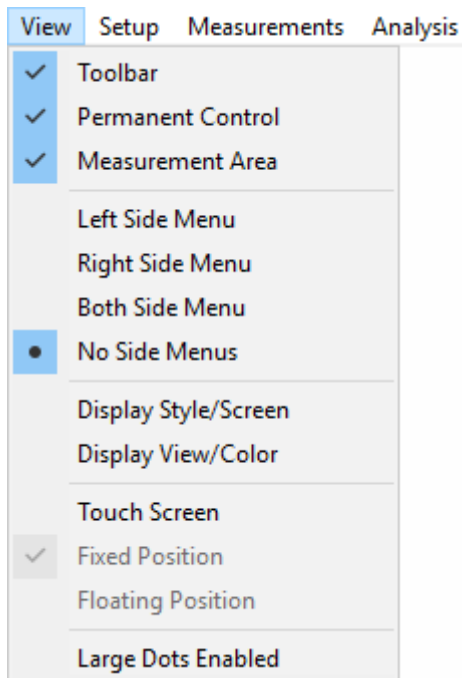 View Setup Measurements Analysis
Toolbar
Permanent Control
Measurement Area
Left Side Menu
Right Side Menu
Both Side Menu
No Side Menus
Display Style/Screen
Display View/Color
Touch Screen
Fixed Position
Floating Position
Large Dots Enabled